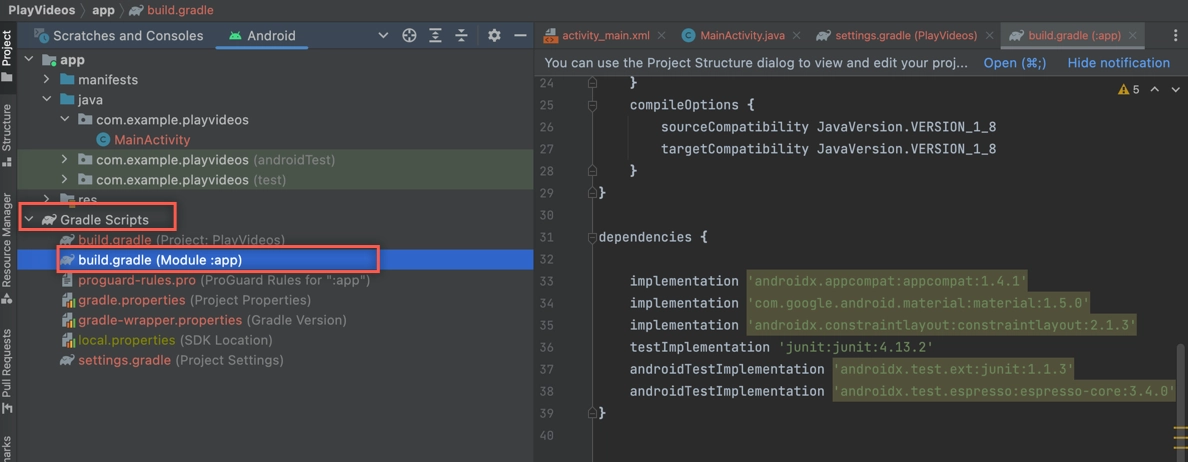 PlayVideos app build.gradle
Project
Structure
Resource Manager
Pull Requests
Scratches and Consoles Android
app
manifests
java
com.example.playvideos
MainActivity
com.example.playvideos (androidTest)
com.example.playvideos (test)
res
Gradle Scripts
build.gradle (Project: PlayVideos)
build.gradle (Module :app)
proguard-rules.pro (ProGuard Rules for ":app")
gradle.properties (Project Properties)
gradle-wrapper.properties (Gradle Version)
local.properties (SDK Location)
settings.gradle (Project Settings)
activity_main.xml MainActivity.java settings.gradle (PlayVideos) build.gradle (:app)
You can use the Project Structure dialog to view and edit your proj... Open (⌘;) Hide notification
5
24 }
25 compileOptions {
26 sourceCompatibility JavaVersion.VERSION_1_8
27 targetCompatibility JavaVersion.VERSION_1_8
28 }
29 }
30
31 dependencies {
32
33 implementation 'androidx.appcompat:appcompat:1.4.1'
34 implementation 'com.google.android.material:material:1.5.0'
35 implementation 'androidx.constraintlayout:constraintlayout:2.1.3'
36 testImplementation 'junit:junit:4.13.2'
37 androidTestImplementation 'androidx.test.ext:junit:1.1.3'
38 androidTestImplementation 'androidx.test.espresso:espresso-core:3.4.0'
39 }
40